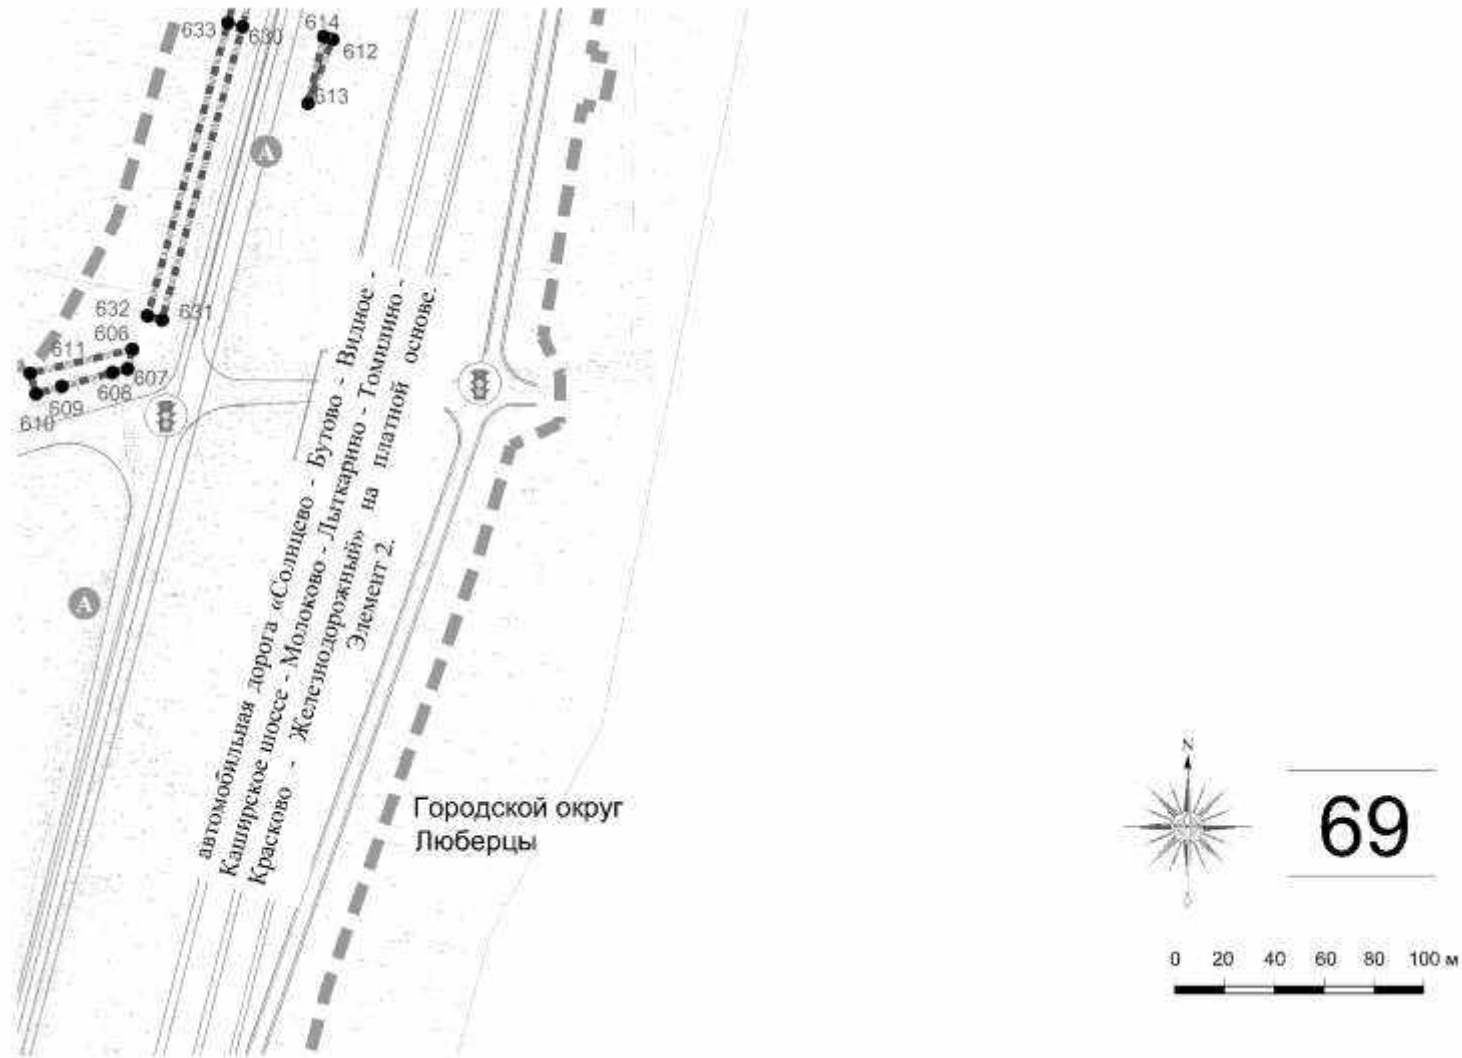 633
630
614
612
613
А
632
631
606
611
607
608
609
610
автомобильная дорога «Солнцево - Бутово - Видное -
Каширское шоссе - Молоково - Лыткарино - Томилино -
Красково - Железнодорожный» на платной основе.
Элемент 2.
А
Городской округ
Люберцы
N
69
0 20 40 60 80 100 м